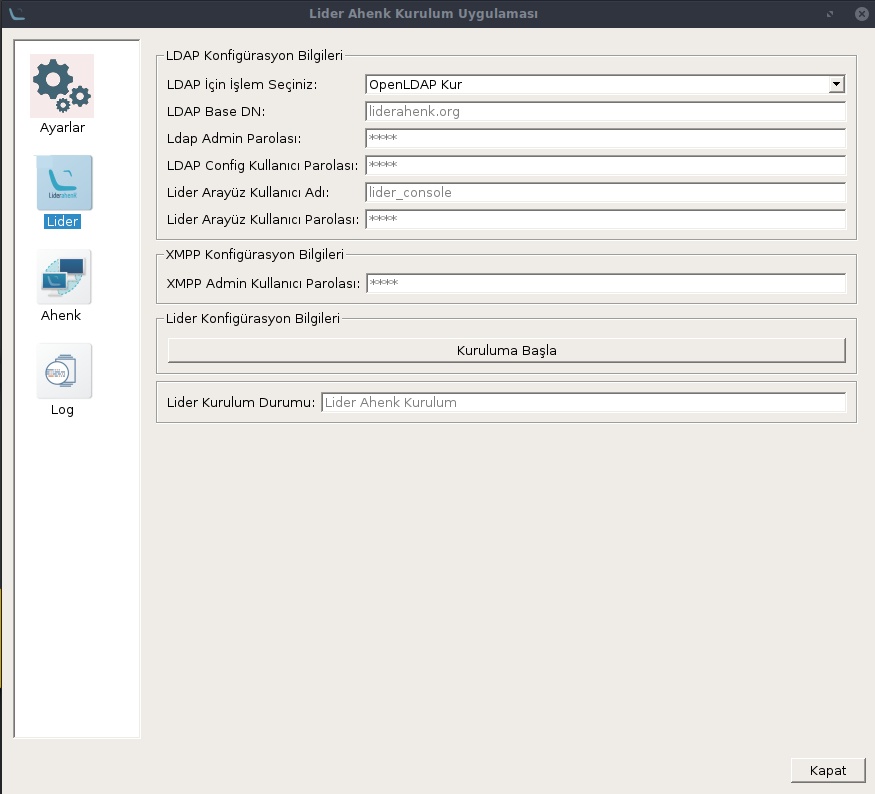 Lider Ahenk Kurulum Uygulaması
Ayarlar
Liderahenk
Lider
Ahenk
Log
LDAP Konfigürasyon Bilgileri
LDAP İçin İşlem Seçiniz: OpenLDAP Kur
LDAP Base DN: liderahenk.org
Ldap Admin Parolası: ****
LDAP Config Kullanıcı Parolası: ****
Lider Arayüz Kullanıcı Adı: lider_console
Lider Arayüz Kullanıcı Parolası: ****
XMPP Konfigürasyon Bilgileri
XMPP Admin Kullanıcı Parolası: ****
Lider Konfigürasyon Bilgileri
Kuruluma Başla
Lider Kurulum Durumu: Lider Ahenk Kurulum
Kapat